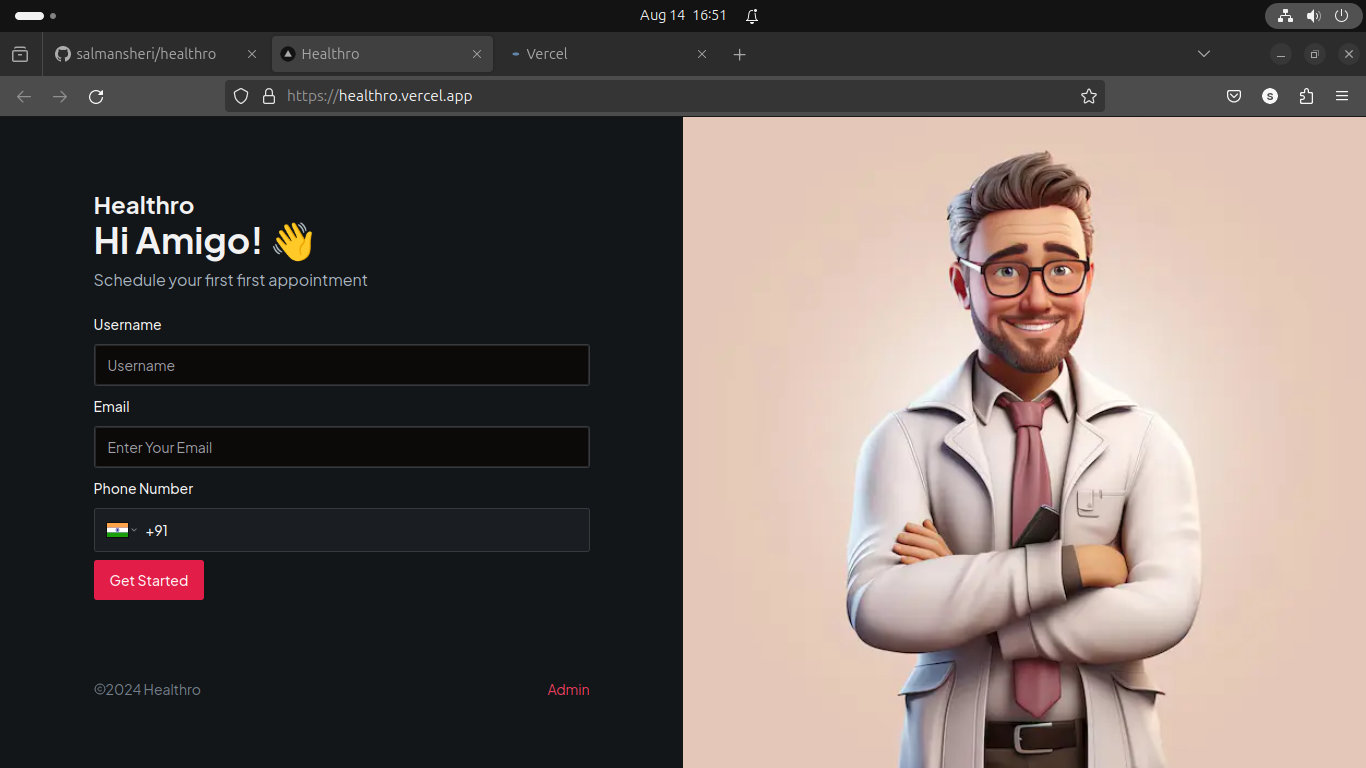 Aug 14 16:51
salmansheri/healthro
Healthro
Vercel
https://healthro.vercel.app
S
Healthro
Hi Amigo! 👋
Schedule your first first appointment
Username
Username
Email
Enter Your Email
Phone Number
+91
Get Started
©2024 Healthro
Admin